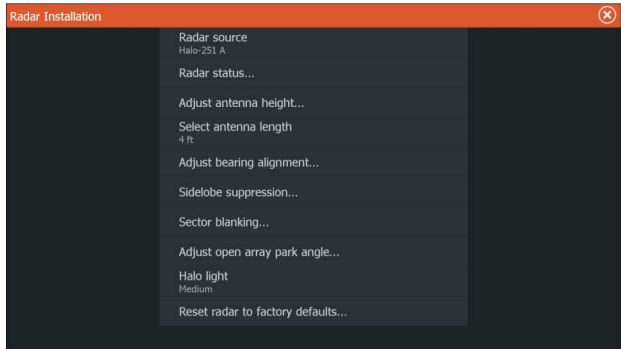 Radar Installation
Radar source
Halo-251 A
Radar status...
Adjust antenna height...
Select antenna length
4 ft
Adjust bearing alignment...
Sidelobe suppression...
Sector blanking...
Adjust open array park angle...
Halo light
Medium
Reset radar to factory defaults...